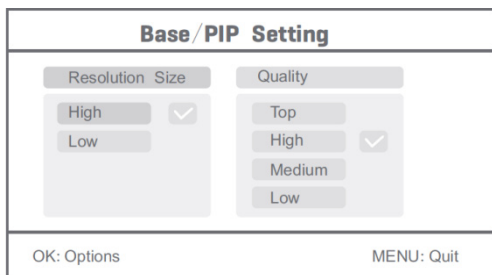 Base/PIP Setting
Resolution Size
High
Low
Quality
Top
High
Medium
Low
OK: Options
MENU: Quit